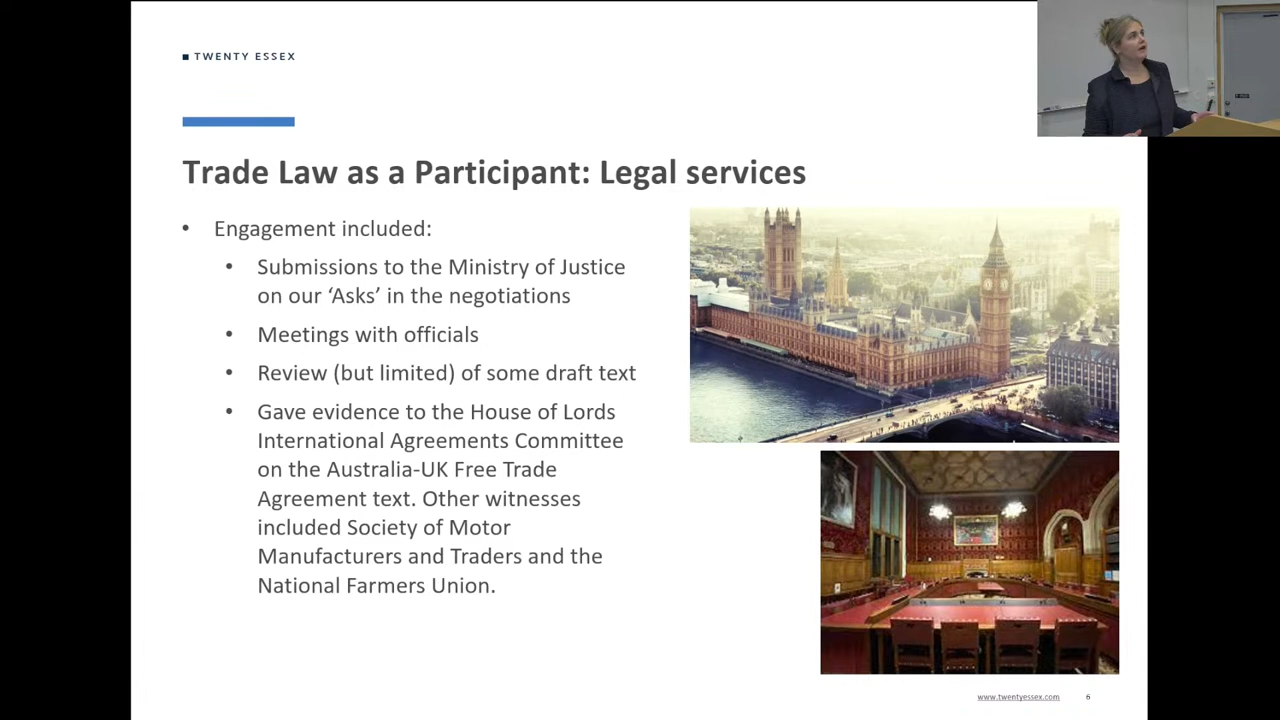 TWENTY ESSEX
Trade Law as a Participant: Legal services
• Engagement included:
• Submissions to the Ministry of Justice
on our ‘Asks’ in the negotiations
• Meetings with officials
• Review (but limited) of some draft text
• Gave evidence to the House of Lords
International Agreements Committee
on the Australia-UK Free Trade
Agreement text. Other witnesses
included Society of Motor
Manufacturers and Traders and the
National Farmers Union.
www.twentyessex.com 6